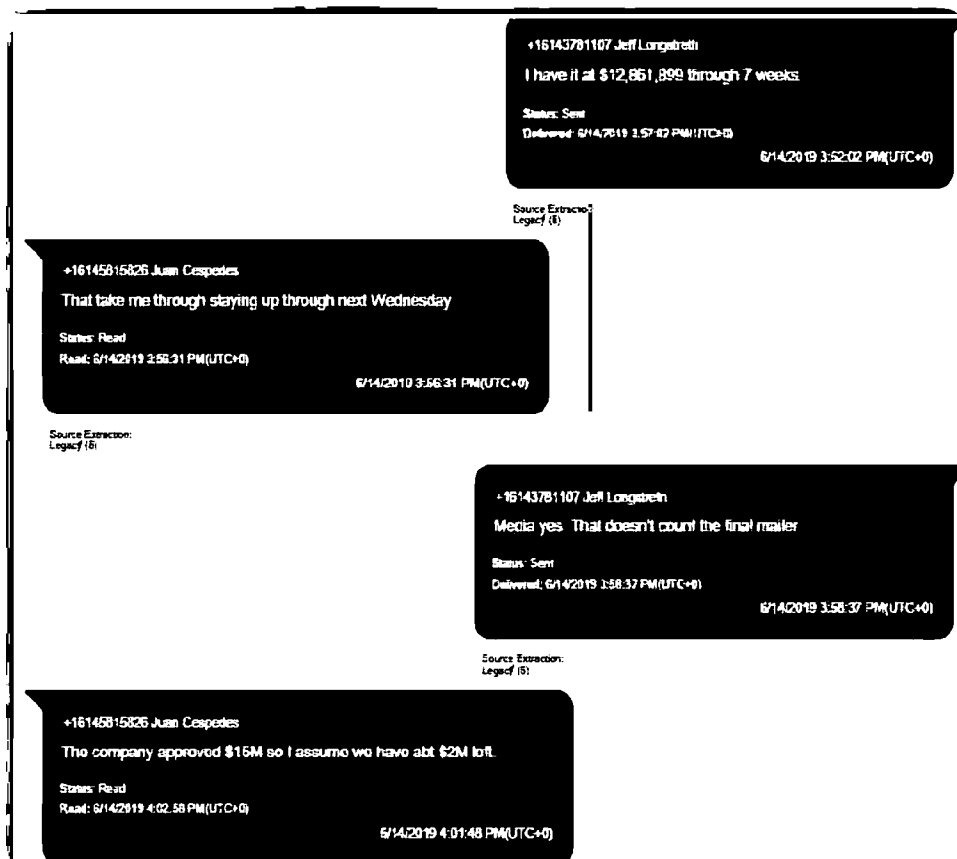 +16143781107 Jeff Longstreth
I have it at $12,861,899 through 7 weeks.
Status: Sent
Delivered: 6/14/2019 3:52:02 PM(UTC+0)
6/14/2019 3:52:02 PM(UTC+0)
Source Extraction:
Legacy (5)
+16145815826 Juan Cespedes
That take me through staying up through next Wednesday
Status: Read
Read: 6/14/2019 3:56:31 PM(UTC+0)
6/14/2019 3:56:31 PM(UTC+0)
Source Extraction:
Legacy (5)
+16143781107 Jeff Longstreth
Media yes. That doesn't count the final mailer
Status: Sent
Delivered: 6/14/2019 3:58:37 PM(UTC+0)
6/14/2019 3:58:37 PM(UTC+0)
Source Extraction:
Legacy (5)
+16145815826 Juan Cespedes
The company approved $15M so I assume we have abt $2M left.
Status: Read
Read: 6/14/2019 4:02:58 PM(UTC+0)
6/14/2019 4:01:48 PM(UTC+0)